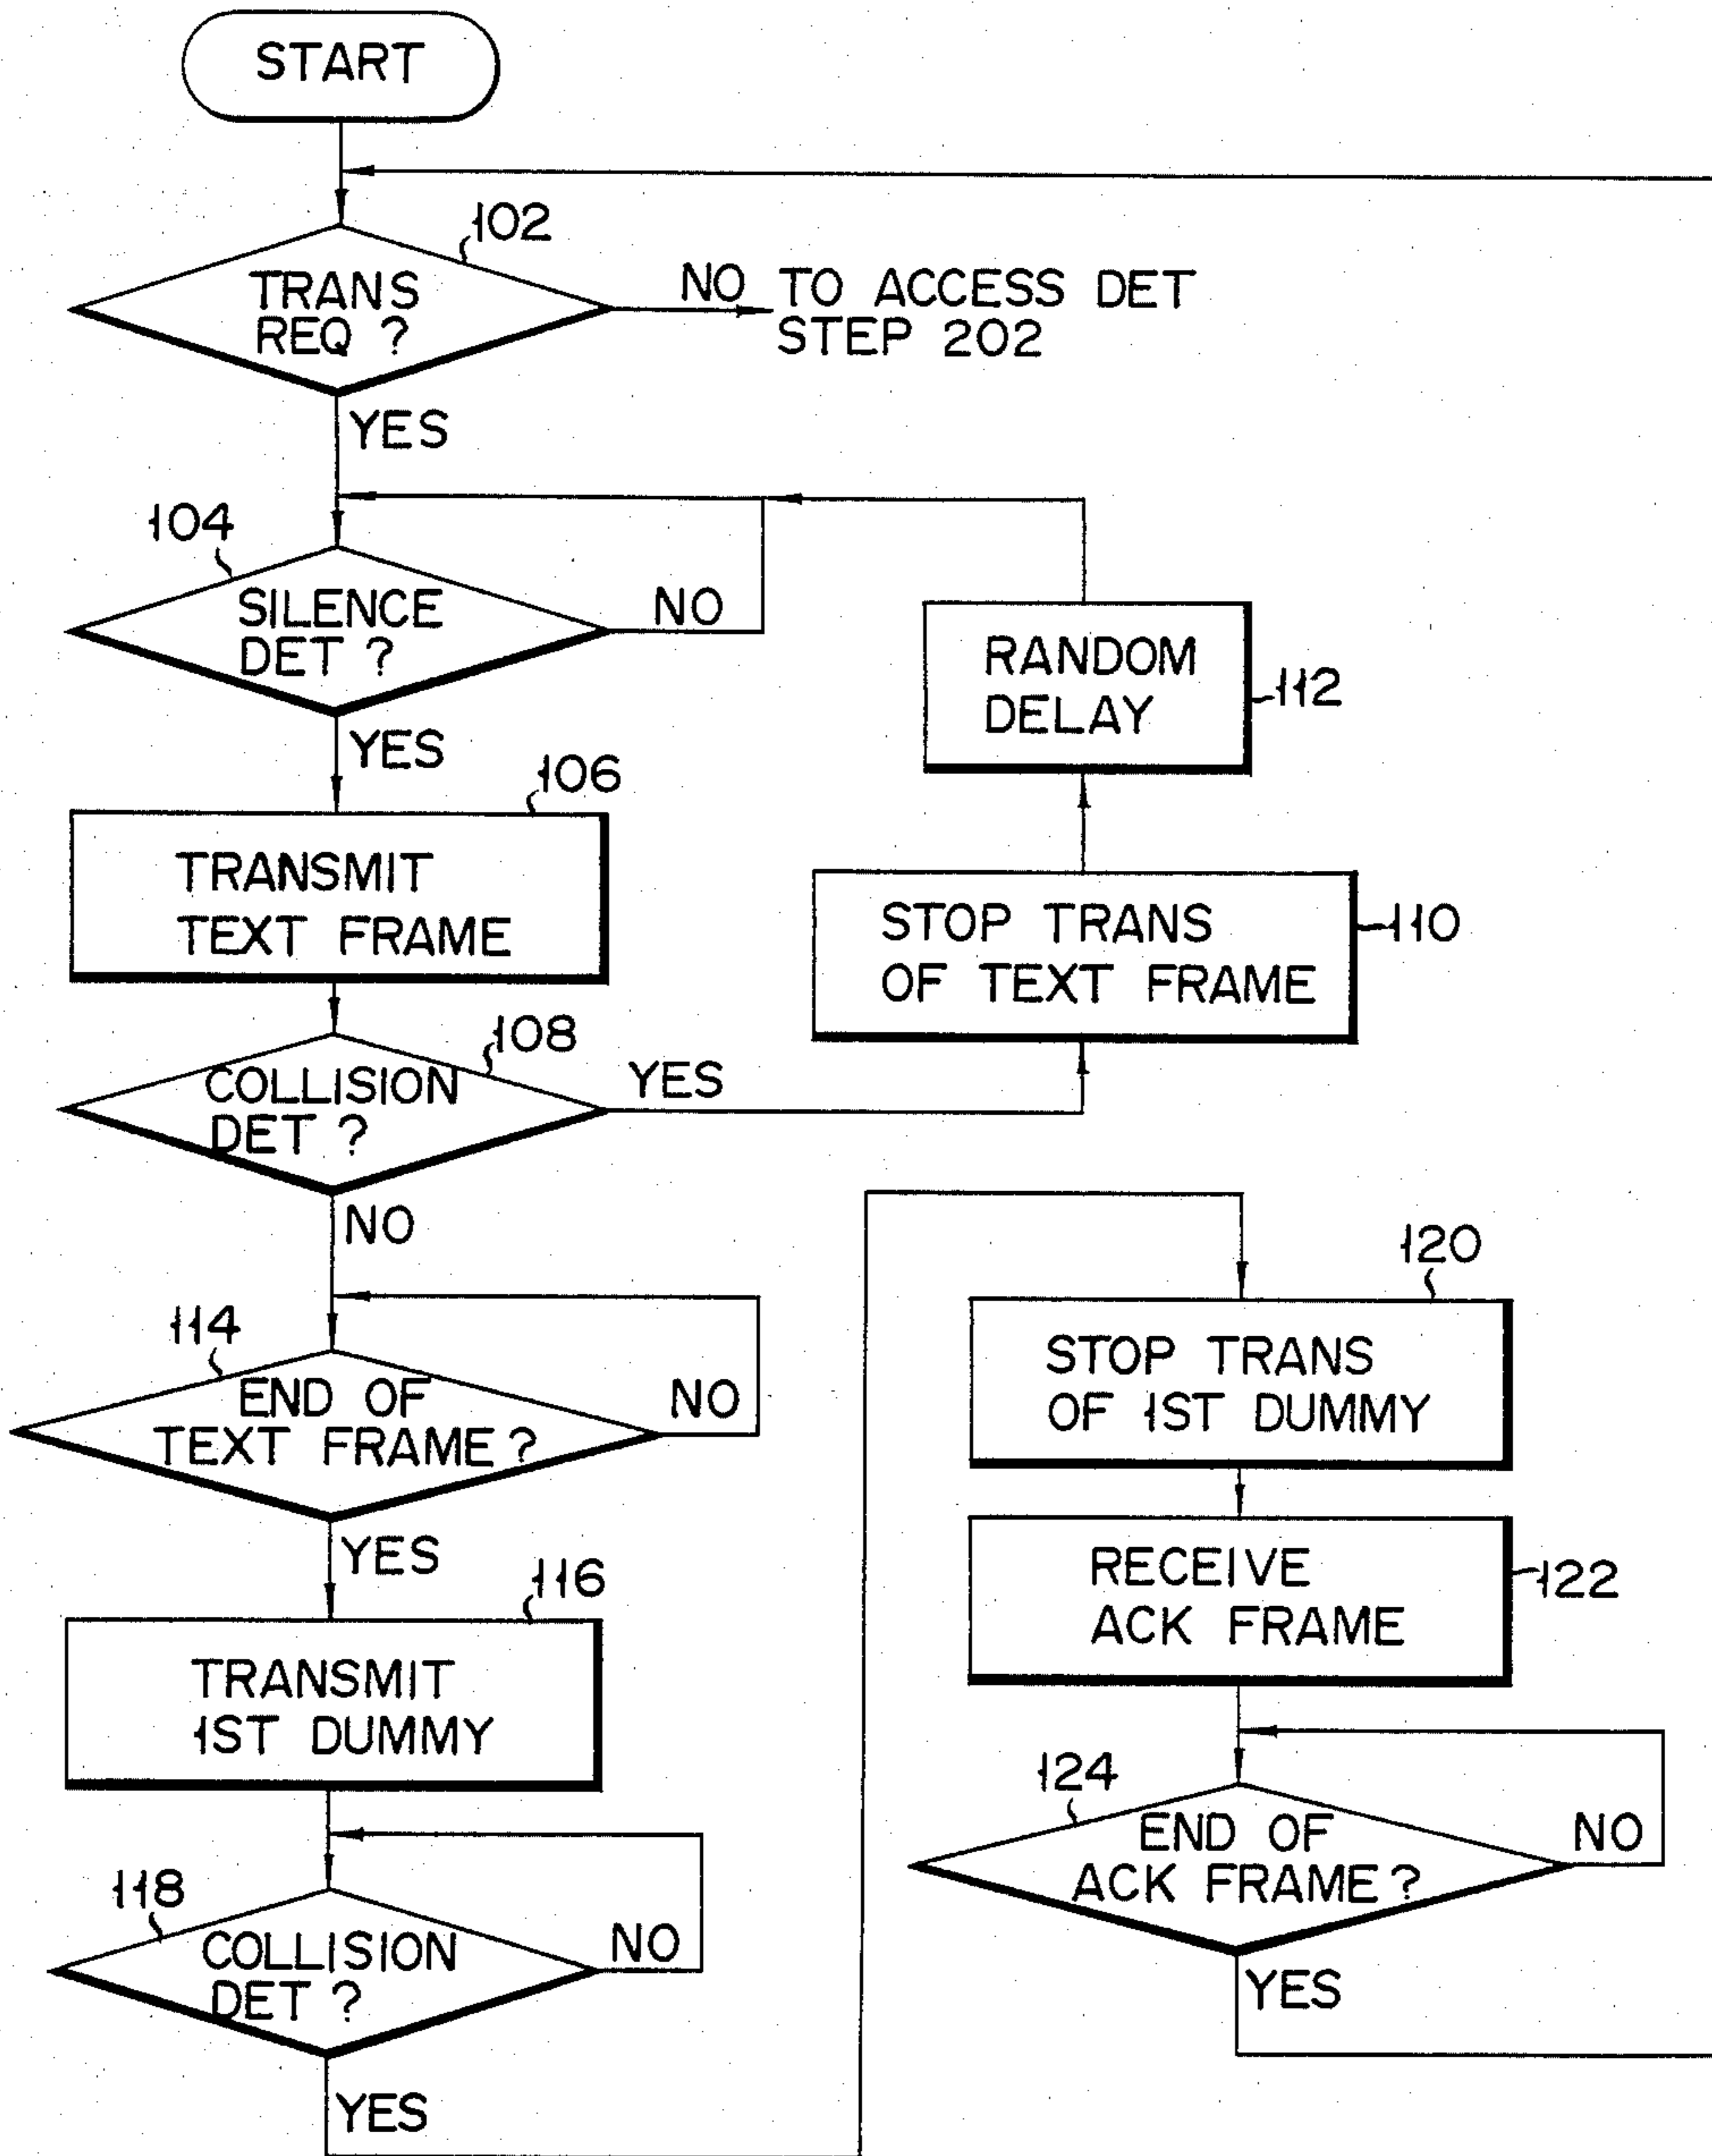 START
102
TRANS
REQ ?
NO TO ACCESS DET
STEP 202
YES
104
SILENCE
DET ?
NO
YES
RANDOM
DELAY
112
106
TRANSMIT
TEXT FRAME
STOP TRANS
OF TEXT FRAME
110
108
COLLISION
DET ?
YES
NO
114
END OF
TEXT FRAME ?
NO
YES
116
TRANSMIT
1ST DUMMY
118
COLLISION
DET ?
NO
YES
120
STOP TRANS
OF 1ST DUMMY
RECEIVE
ACK FRAME
122
124
END OF
ACK FRAME ?
NO
YES